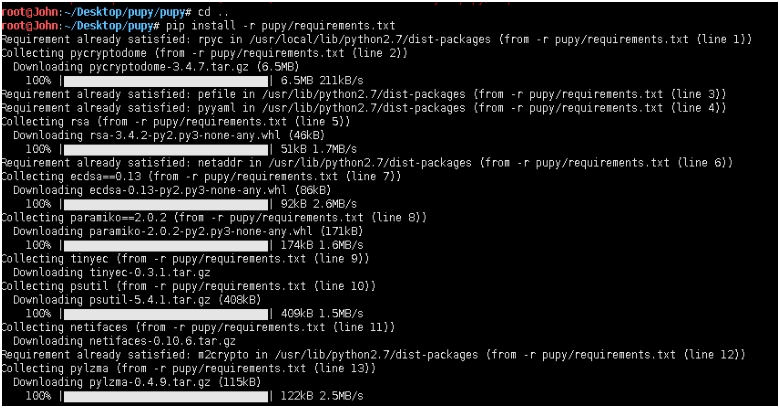 root@John:~/Desktop/pupy/pupy# cd ..
root@John:~/Desktop/pupy# pip install -r pupy/requirements.txt
Requirement already satisfied: rpyc in /usr/local/lib/python2.7/dist-packages (from -r pupy/requirements.txt (line 1))
Collecting pycryptodome (from -r pupy/requirements.txt (line 2))
Downloading pycryptodome-3.4.7.tar.gz (6.5MB)
100% | | 6.5MB 211kB/s
Requirement already satisfied: pefile in /usr/lib/python2.7/dist-packages (from -r pupy/requirements.txt (line 3))
Requirement already satisfied: pyyaml in /usr/lib/python2.7/dist-packages (from -r pupy/requirements.txt (line 4))
Collecting rsa (from -r pupy/requirements.txt (line 5))
Downloading rsa-3.4.2-py2.py3-none-any.whl (46kB)
100% | | 51kB 1.7MB/s
Requirement already satisfied: netaddr in /usr/lib/python2.7/dist-packages (from -r pupy/requirements.txt (line 6))
Collecting ecdsa==0.13 (from -r pupy/requirements.txt (line 7))
Downloading ecdsa-0.13-py2.py3-none-any.whl (86kB)
100% | | 92kB 2.6MB/s
Collecting paramiko==2.0.2 (from -r pupy/requirements.txt (line 8))
Downloading paramiko-2.0.2-py2.py3-none-any.whl (171kB)
100% | | 174kB 1.6MB/s
Collecting tinyec (from -r pupy/requirements.txt (line 9))
Downloading tinyec-0.3.1.tar.gz
Collecting psutil (from -r pupy/requirements.txt (line 10))
Downloading psutil-5.4.1.tar.gz (408kB)
100% | | 409kB 1.5MB/s
Collecting netifaces (from -r pupy/requirements.txt (line 11))
Downloading netifaces-0.10.6.tar.gz
Requirement already satisfied: m2crypto in /usr/lib/python2.7/dist-packages (from -r pupy/requirements.txt (line 12))
Collecting pylzma (from -r pupy/requirements.txt (line 13))
Downloading pylzma-0.4.9.tar.gz (115kB)
100% | | 122kB 2.5MB/s